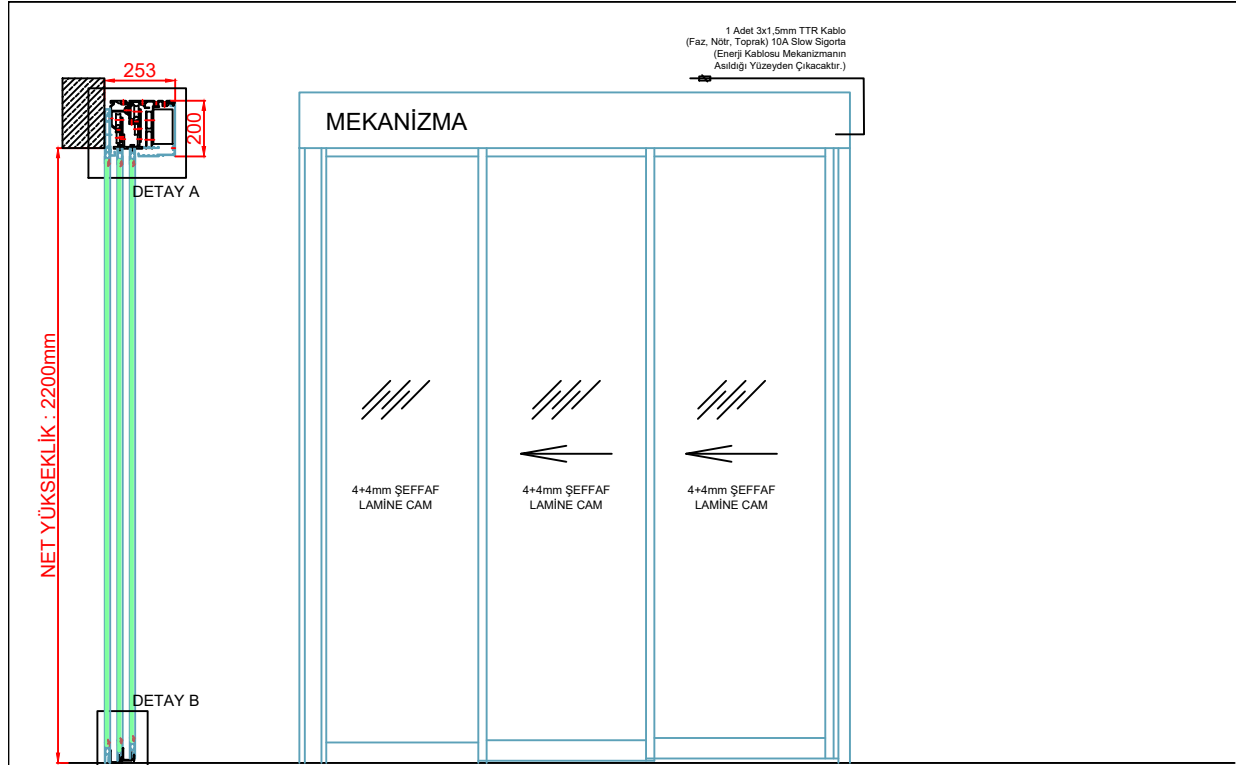 1 Adet 3x1,5mm TTR Kablo
(Faz, Nötr, Toprak) 10A Slow Sigorta
(Enerji Kablosu Mekanizmanın
Asıldığı Yüzeyden Çıkacaktır.)
253
200
MEKANİZMA
DETAY A
NET YÜKSEKLİK : 2200mm
4+4mm ŞEFFAF
LAMİNE CAM
4+4mm ŞEFFAF
LAMİNE CAM
4+4mm ŞEFFAF
LAMİNE CAM
DETAY B